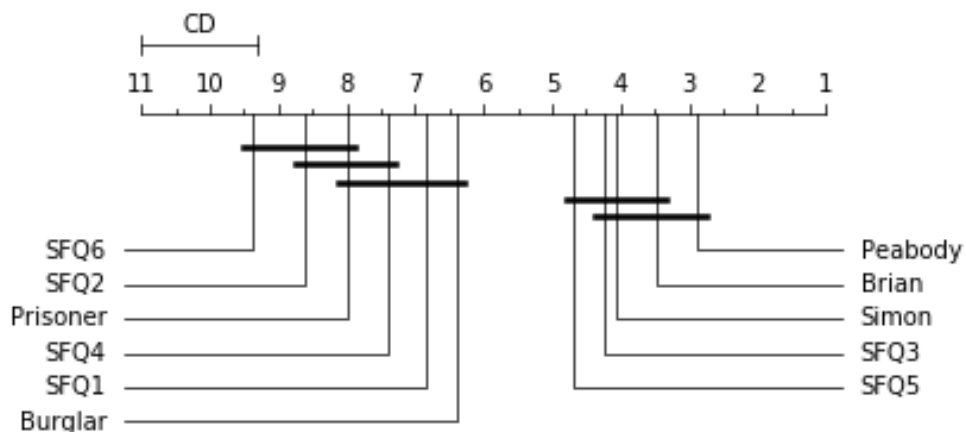 CD
11 10 9 8 7 6 5 4 3 2 1
SFQ6 Peabody
SFQ2 Brian
Prisoner Simon
SFQ4 SFQ3
SFQ1 SFQ5
Burglar